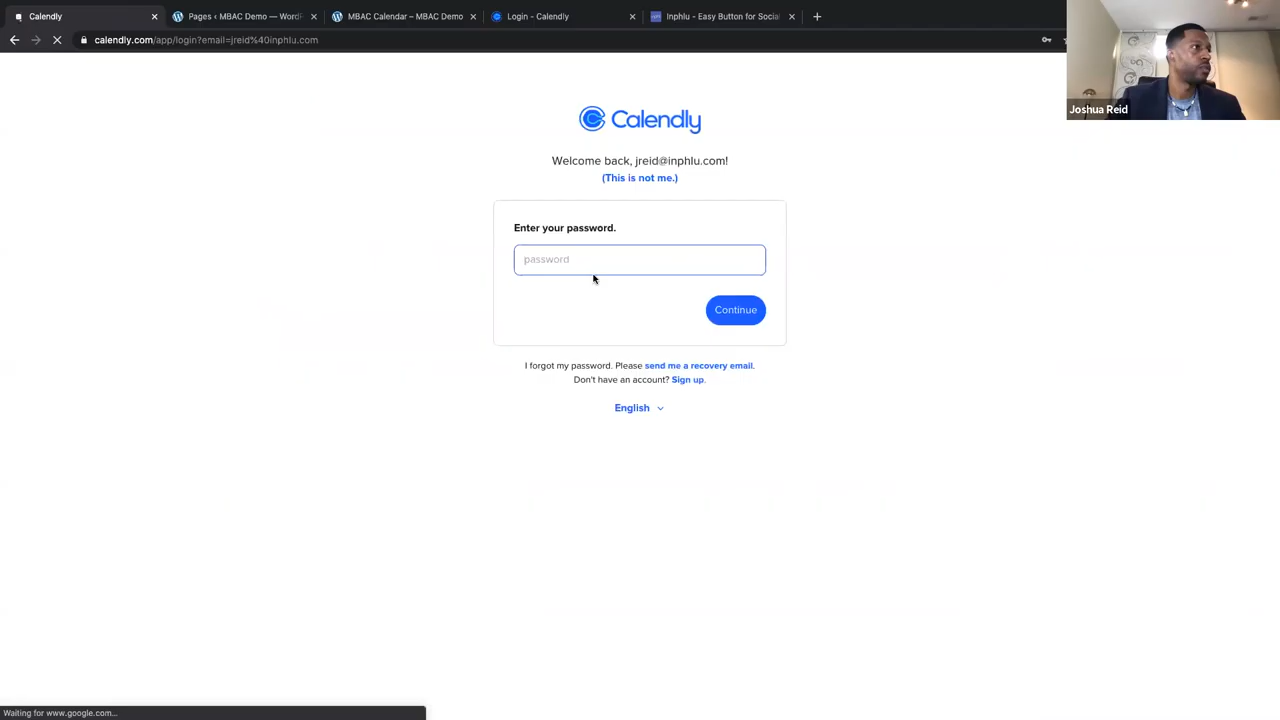 Calendly
Pages ‹ MBAC Demo — WordP
MBAC Calendar – MBAC Demo
Login - Calendly
Inphlu - Easy Button for Social
calendly.com/app/login?email=jreid%40inphlu.com
Joshua Reid
Calendly
Welcome back, jreid@inphlu.com!
(This is not me.)
Enter your password.
password
Continue
I forgot my password. Please send me a recovery email.
Don't have an account? Sign up.
English
Waiting for www.google.com...